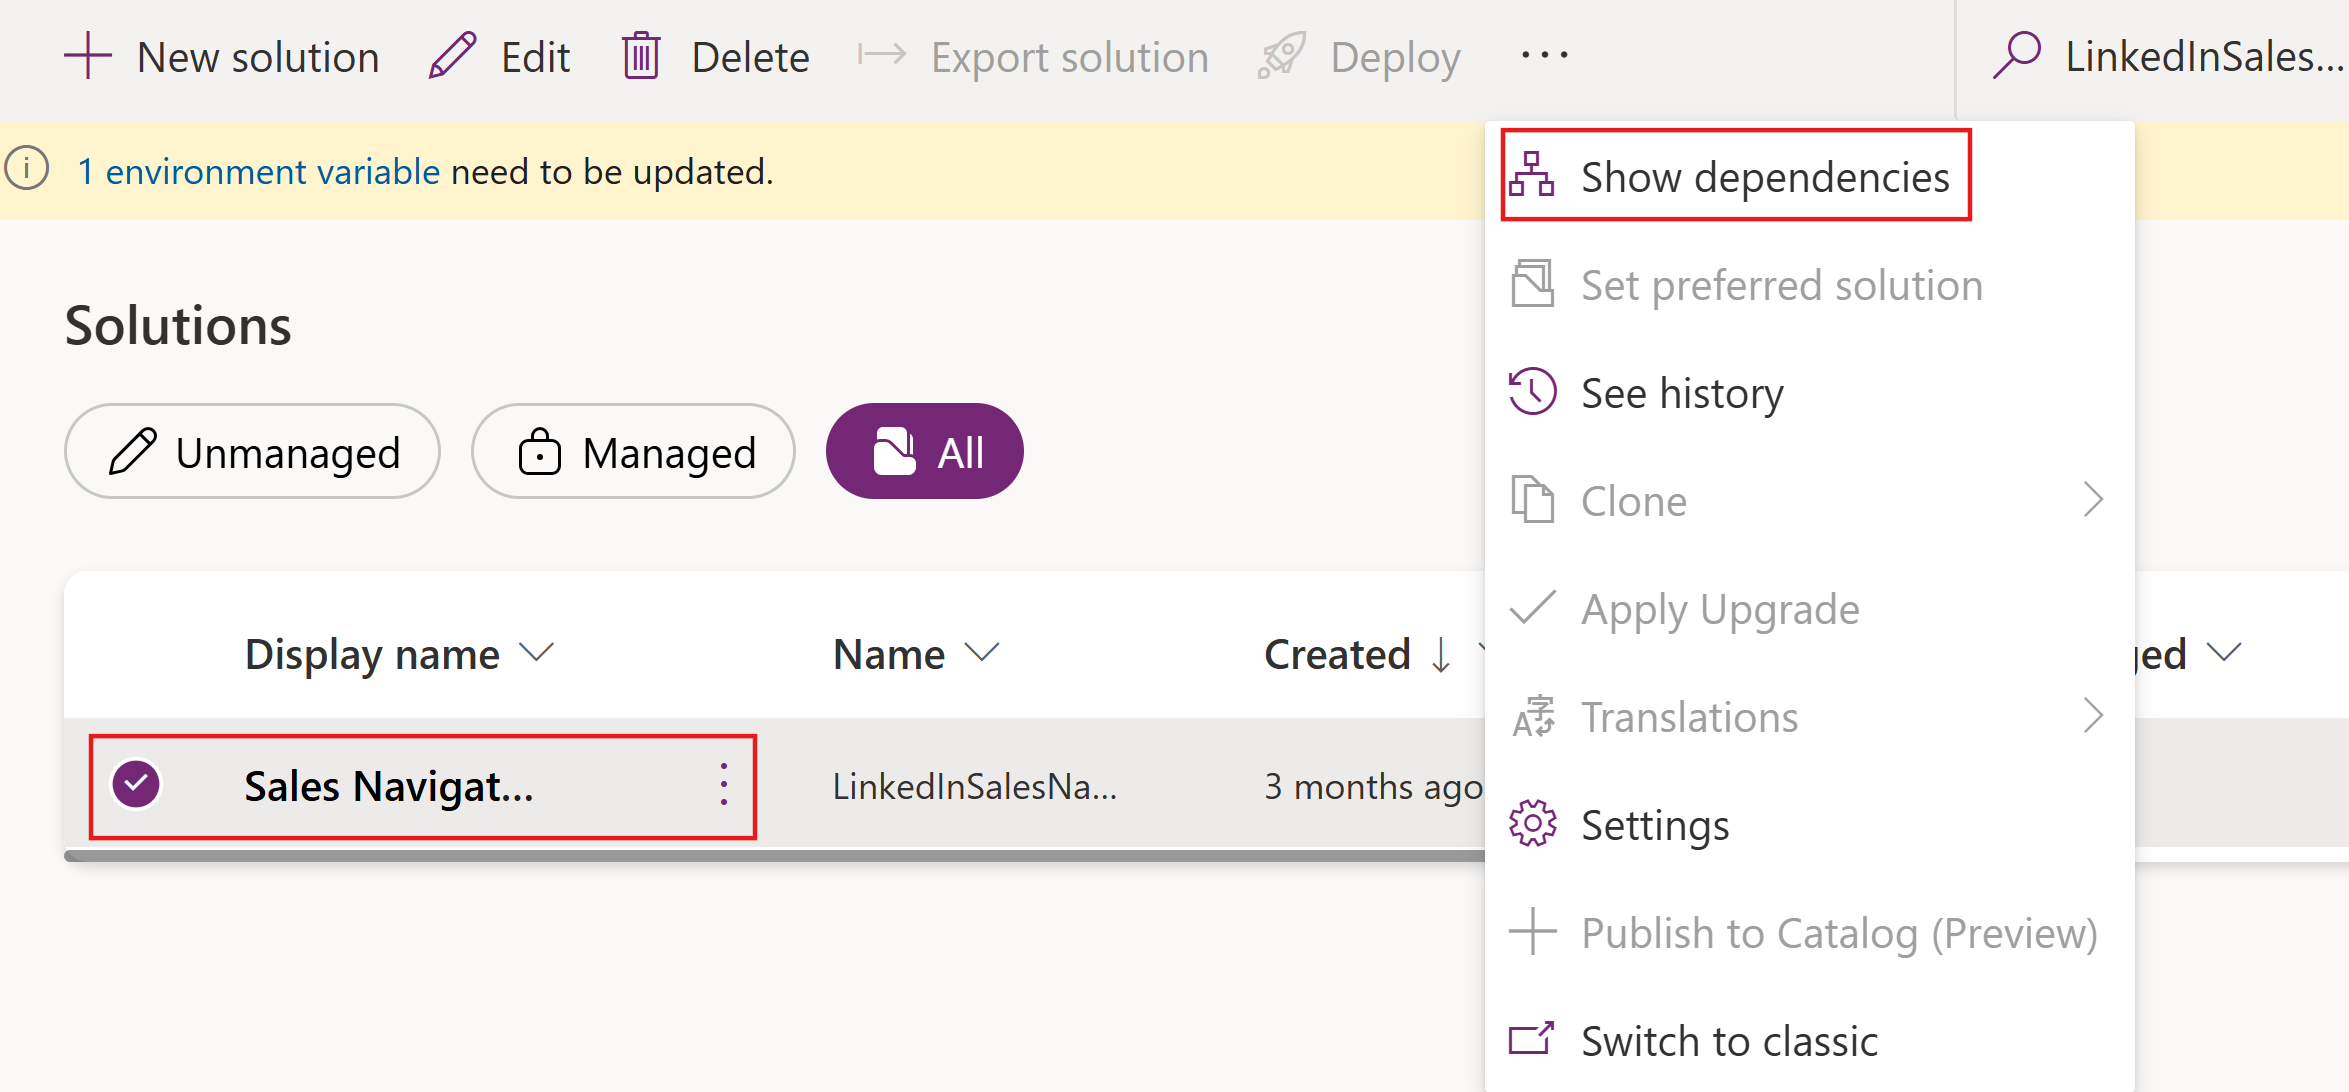 New solution Edit Delete Export solution Deploy ··· LinkedInSales...
1 environment variable need to be updated.
Show dependencies
Set preferred solution
See history
Clone
Apply Upgrade
Translations
Settings
Publish to Catalog (Preview)
Switch to classic
Solutions
Unmanaged Managed All
Display name Name Created
Sales Navigat... LinkedInSalesNa... 3 months ago